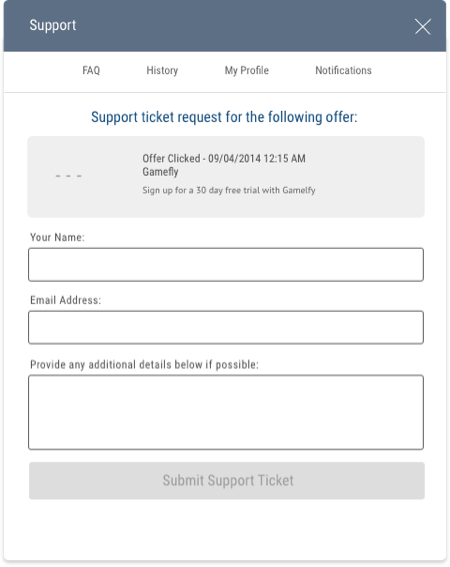 Support
FAQ History My Profile Notifications
Support ticket request for the following offer:
- - -
Offer Clicked - 09/04/2014 12:15 AM
Gamefly
Sign up for a 30 day free trial with Gamelfy
Your Name:
Email Address:
Provide any additional details below if possible:
Submit Support Ticket